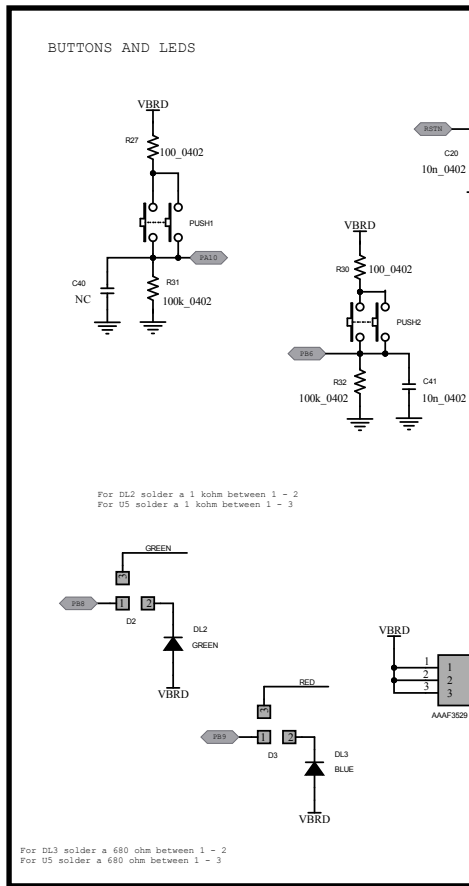 BUTTONS AND LEDS
VBRD
R27
100_0402
PUSH1
PA10
C40
NC
R31
100k_0402
RSTN
C20
10n_0402
VBRD
R30
100_0402
PUSH2
PB6
R32
100k_0402
C41
10n_0402
For DL2 solder a 1 kohm between 1 - 2
For U5 solder a 1 kohm between 1 - 3
GREEN
3
PB8
1
2
D2
DL2
GREEN
VBRD
RED
3
PB9
1
2
D3
DL3
BLUE
VBRD
VBRD
1 1
2 2
3 3
AAAF3529
For DL3 solder a 680 ohm between 1 - 2
For U5 solder a 680 ohm between 1 - 3